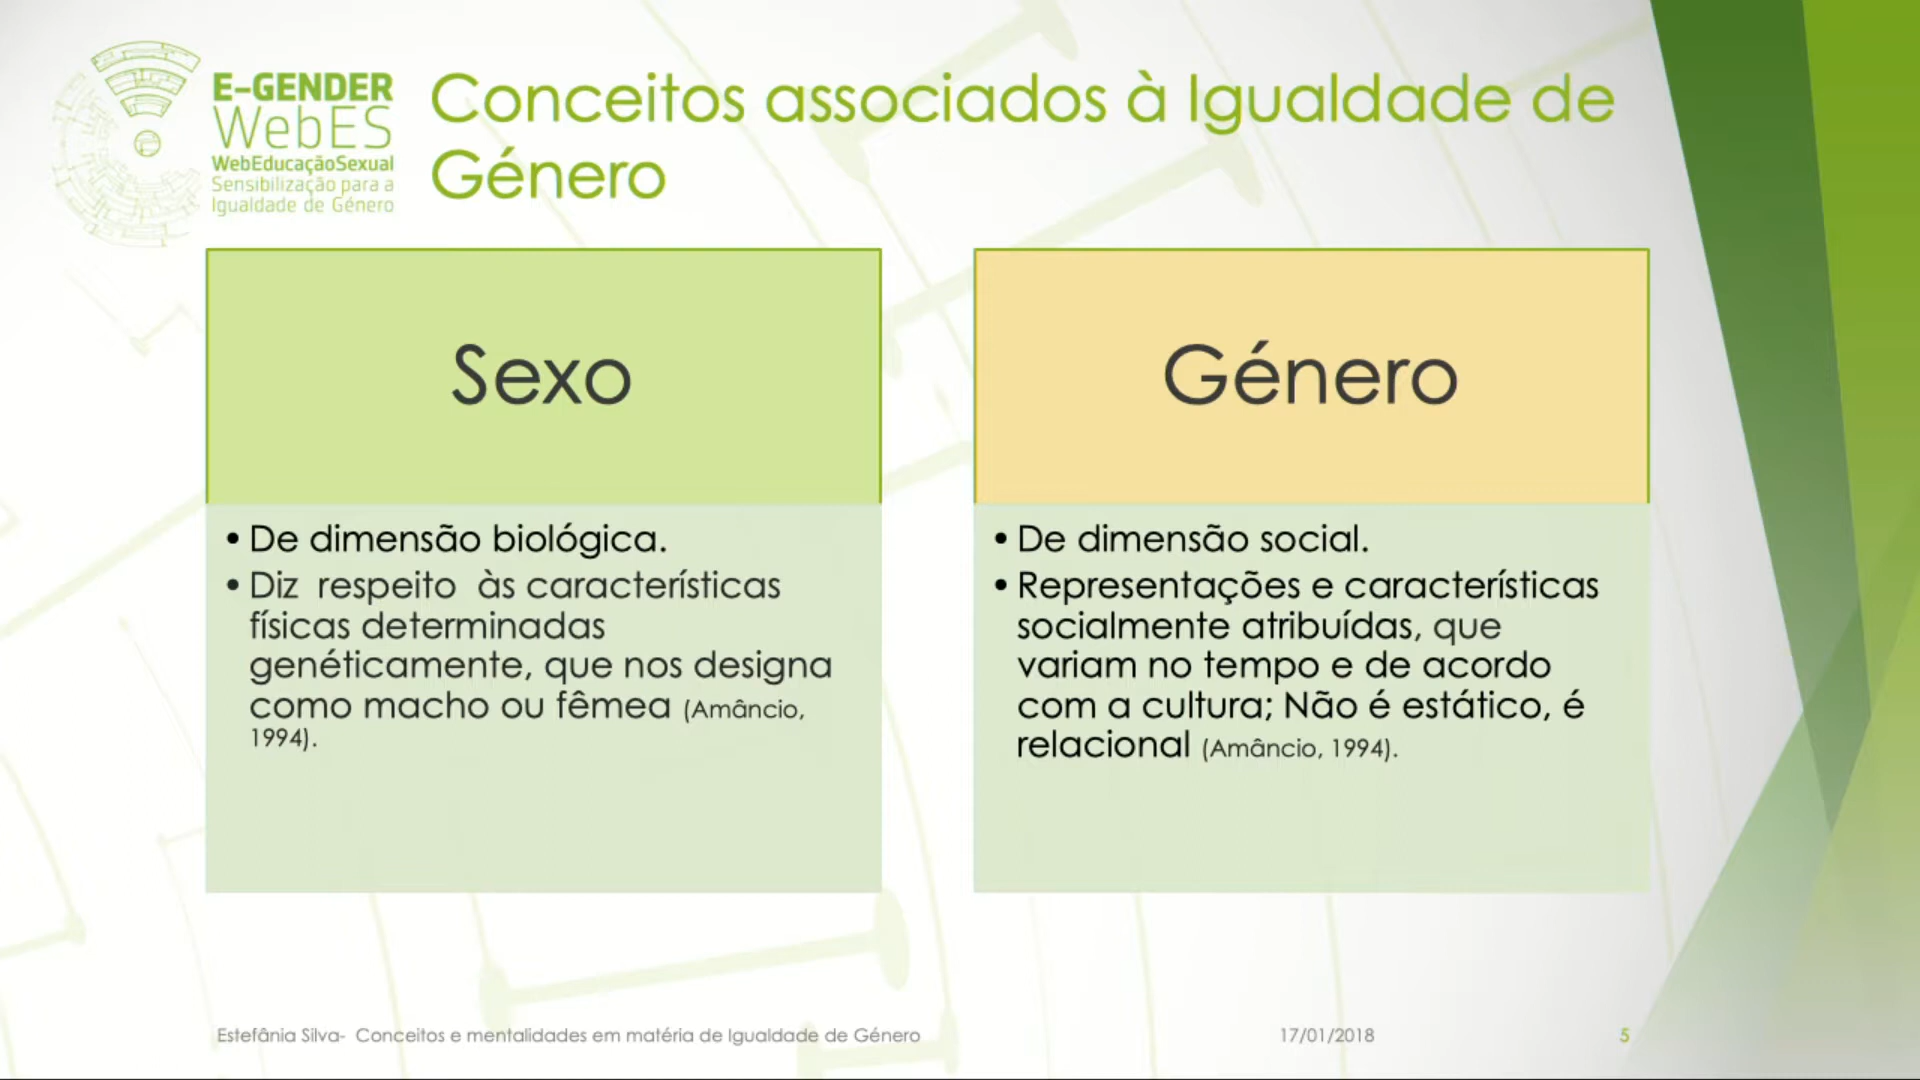 E-GENDER
WebES
WebEducaçãoSexual
Sensibilização para a
Igualdade de Género
Conceitos associados à Igualdade de
Género
Sexo
• De dimensão biológica.
• Diz respeito às características
físicas determinadas
genéticamente, que nos designa
como macho ou fêmea (Amâncio,
1994).
Género
• De dimensão social.
• Representações e características
socialmente atribuídas, que
variam no tempo e de acordo
com a cultura; Não é estático, é
relacional (Amâncio, 1994).
Estefânia Silva- Conceitos e mentalidades em matéria de Igualdade de Género
17/01/2018
5